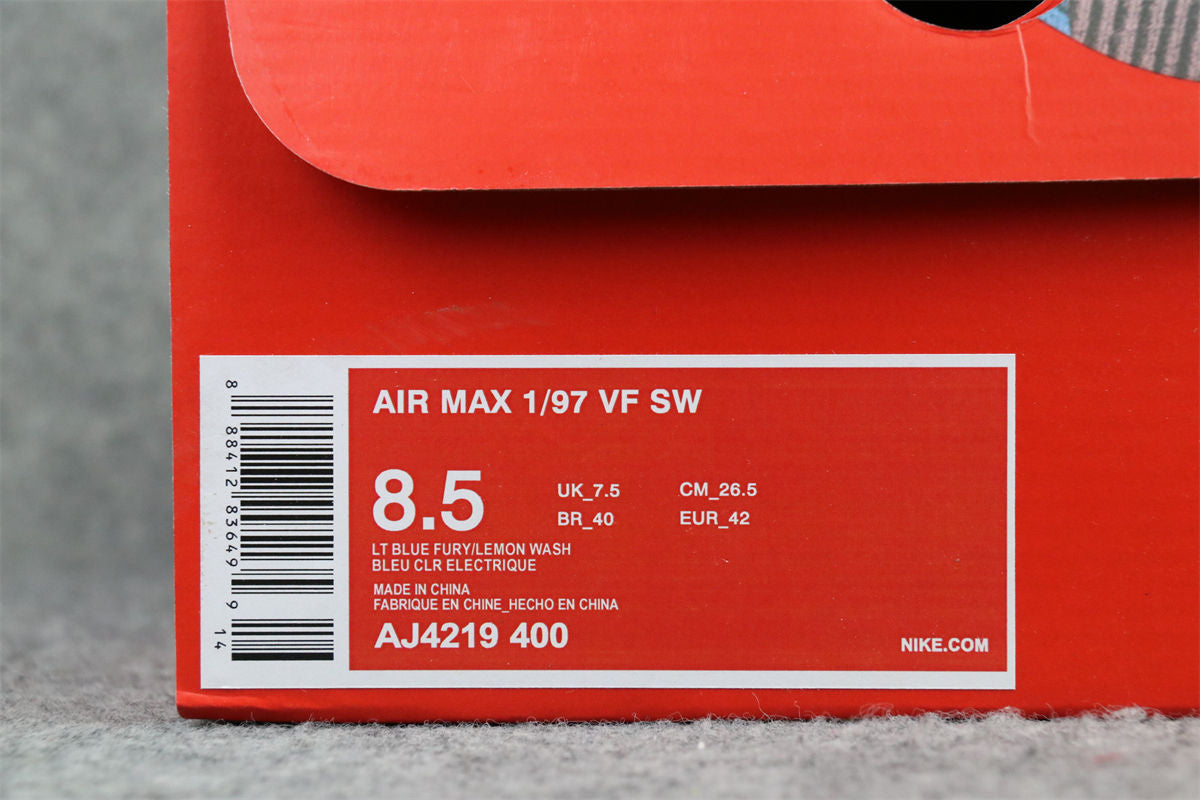 AIR MAX 1/97 VF SW
8.5
UK_7.5 CM_26.5
BR_40 EUR_42
LT BLUE FURY/LEMON WASH
BLEU CLR ELECTRIQUE
MADE IN CHINA
FABRIQUE EN CHINE_HECHO EN CHINA
AJ4219 400
NIKE.COM
8 88412 83649 9
14